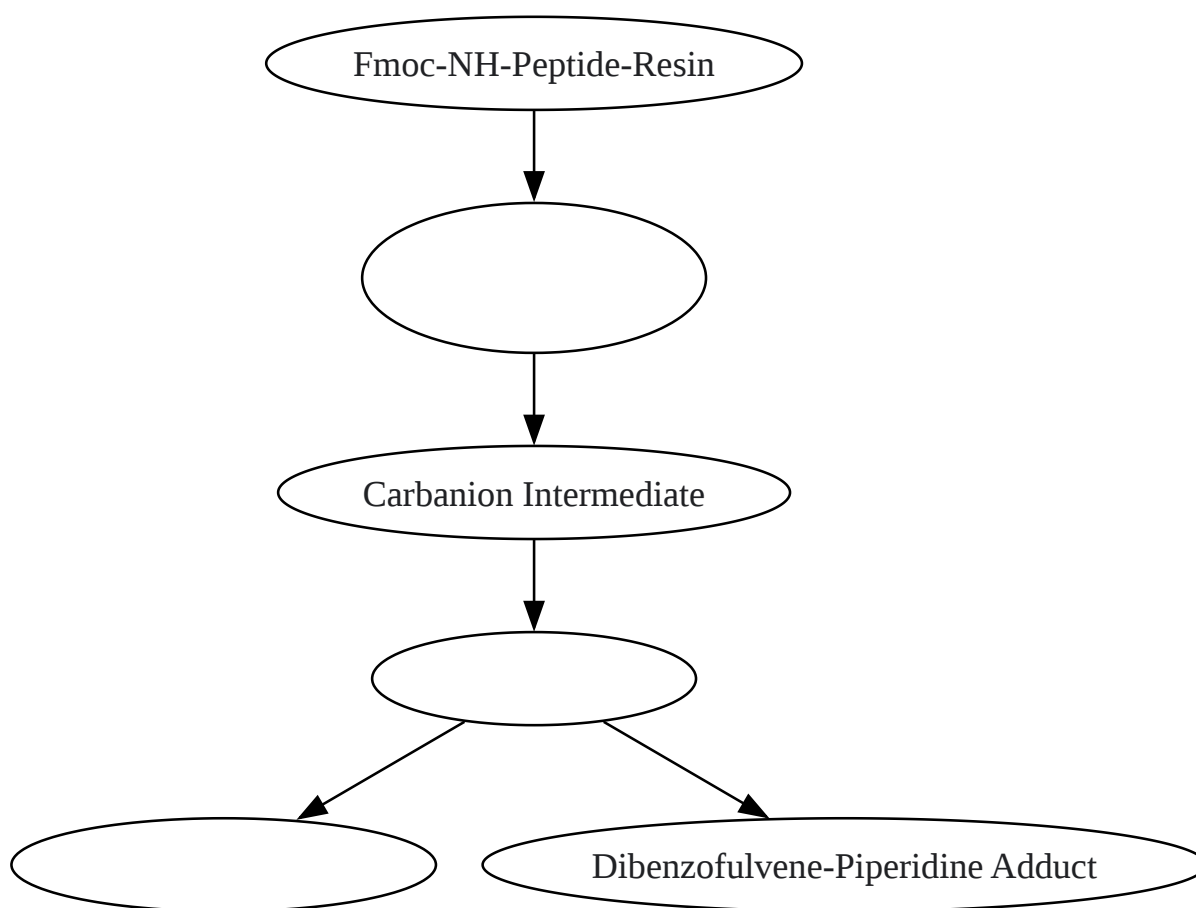 Fmoc-NH-Peptide-Resin
Carbanion Intermediate
Dibenzofulvene-Piperidine Adduct